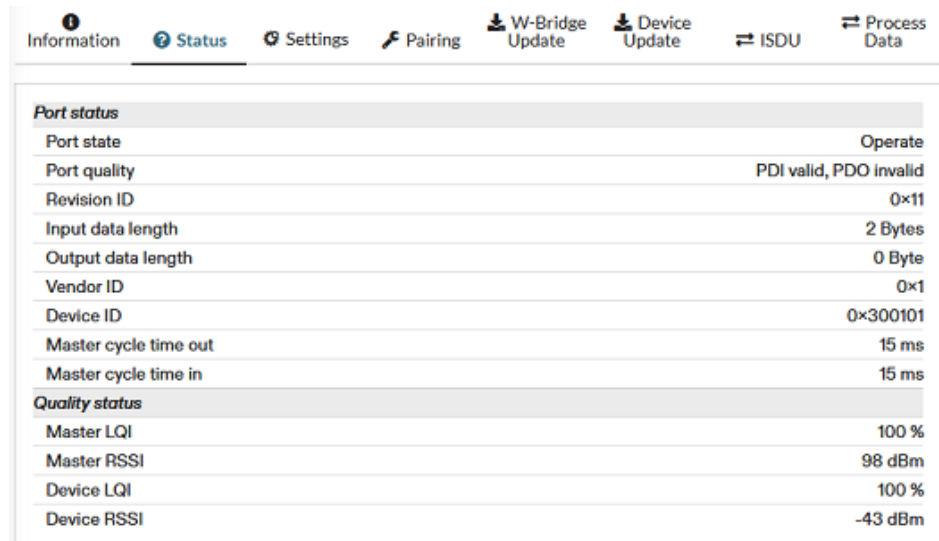 Information
Status
Settings
Pairing
W-Bridge
Update
Device
Update
ISDU
Process
Data
Port status
Port state Operate
Port quality PDI valid, PDO invalid
Revision ID 0×11
Input data length 2 Bytes
Output data length 0 Byte
Vendor ID 0×1
Device ID 0×300101
Master cycle time out 15 ms
Master cycle time in 15 ms
Quality status
Master LQI 100 %
Master RSSI 98 dBm
Device LQI 100 %
Device RSSI -43 dBm